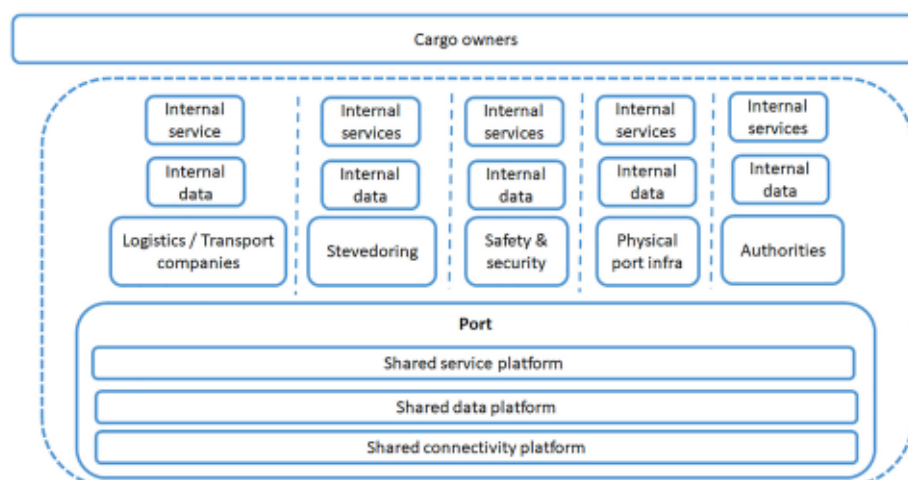 Cargo owners
Internal
service
Internal
services
Internal
services
Internal
services
Internal
services
Internal
data
Internal
data
Internal
data
Internal
data
Internal
data
Logistics / Transport
companies
Stevedoring
Safety &
security
Physical
port infra
Authorities
Port
Shared service platform
Shared data platform
Shared connectivity platform